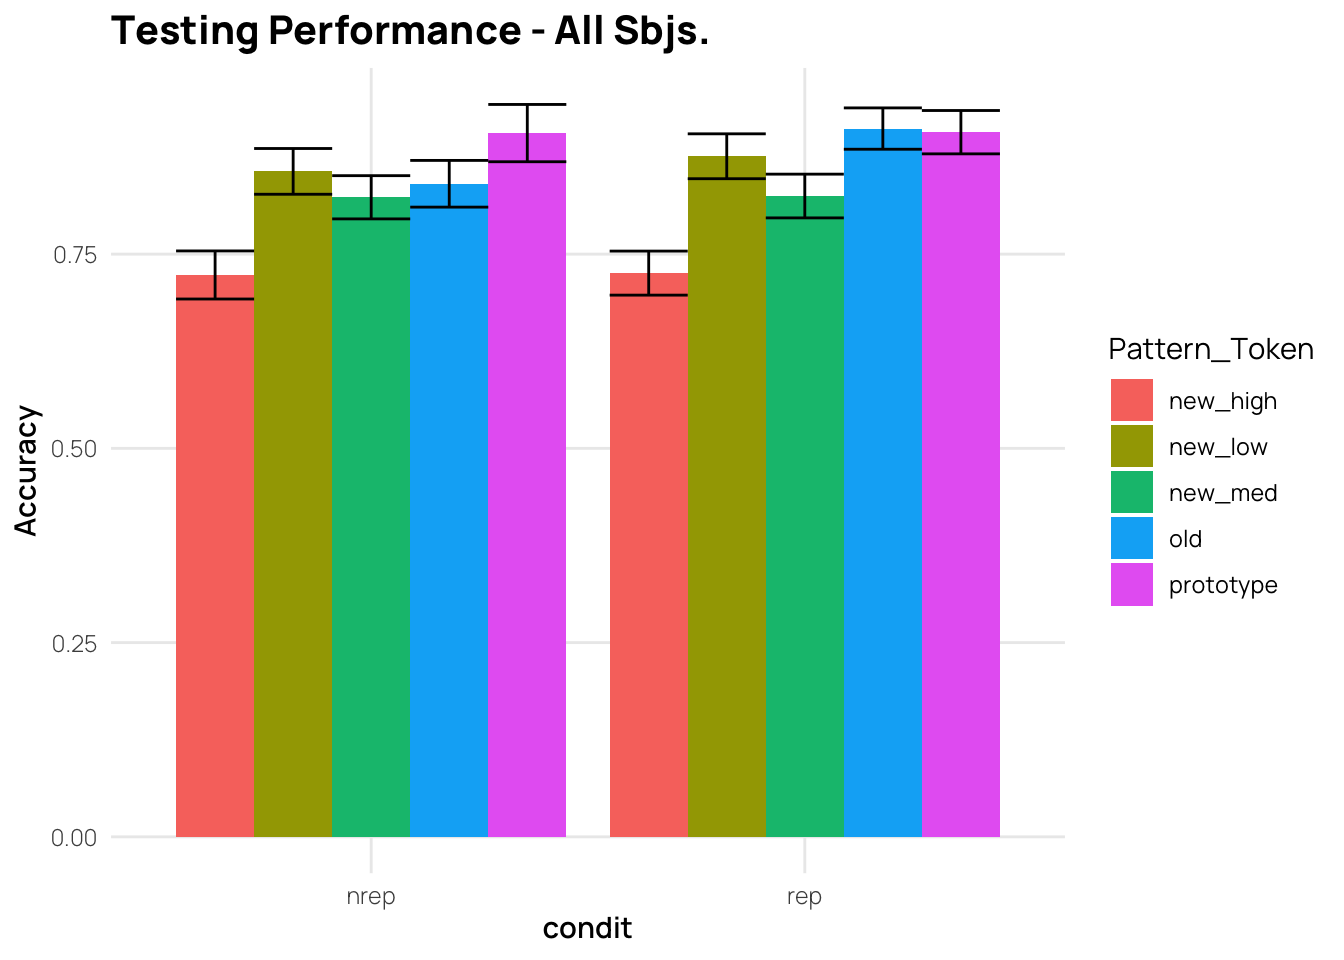 Testing Performance - All Sbjs.
Accuracy
0.75
0.50
0.25
0.00
nrep
rep
condit
Pattern_Token
new_high
new_low
new_med
old
prototype